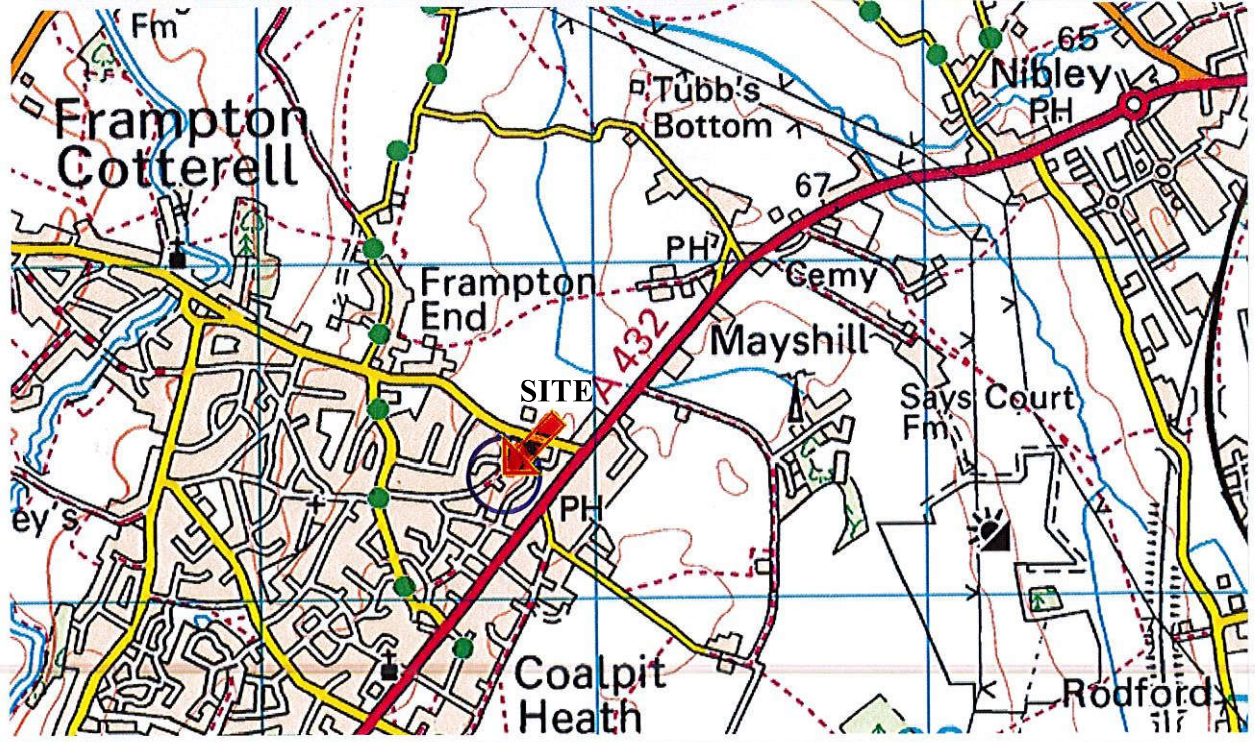 Fm
65
Nibley
PH
Tubb's
Bottom
Frampton
Cotterell
67
PH
Cemy
Frampton
End
A 432
Mayshill
SITE
Says Court
Fm
ey's
PH
Coalpit
Heath
Rodford